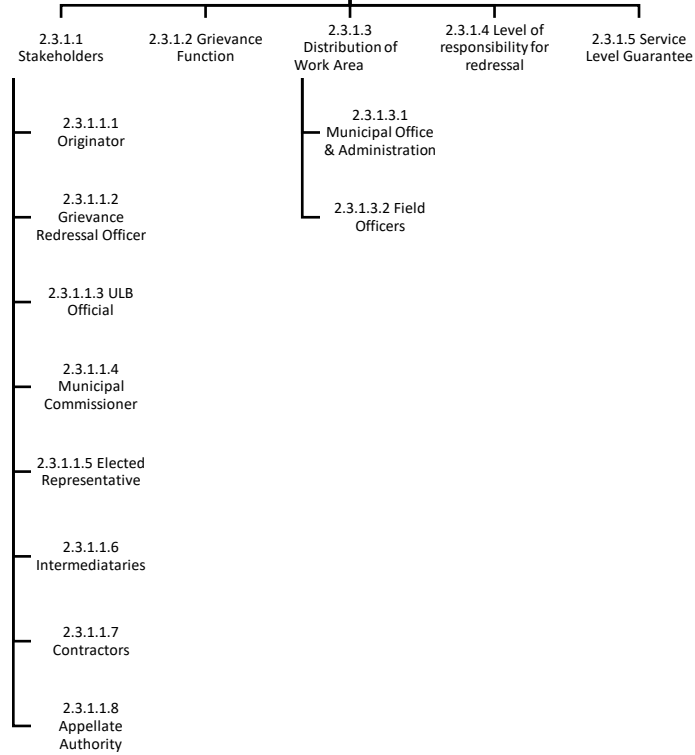 2.3.1.1
Stakeholders
2.3.1.2 Grievance
Function
2.3.1.3
Distribution of
Work Area
2.3.1.4 Level of
responsibility for
redressal
2.3.1.5 Service
Level Guarantee
2.3.1.1.1
Originator
2.3.1.1.2
Grievance
Redressal Officer
2.3.1.1.3 ULB
Official
2.3.1.1.4
Municipal
Commissioner
2.3.1.1.5 Elected
Representative
2.3.1.1.6
Intermediataries
2.3.1.1.7
Contractors
2.3.1.1.8
Appellate
Authority
2.3.1.3.1
Municipal Office
& Administration
2.3.1.3.2 Field
Officers